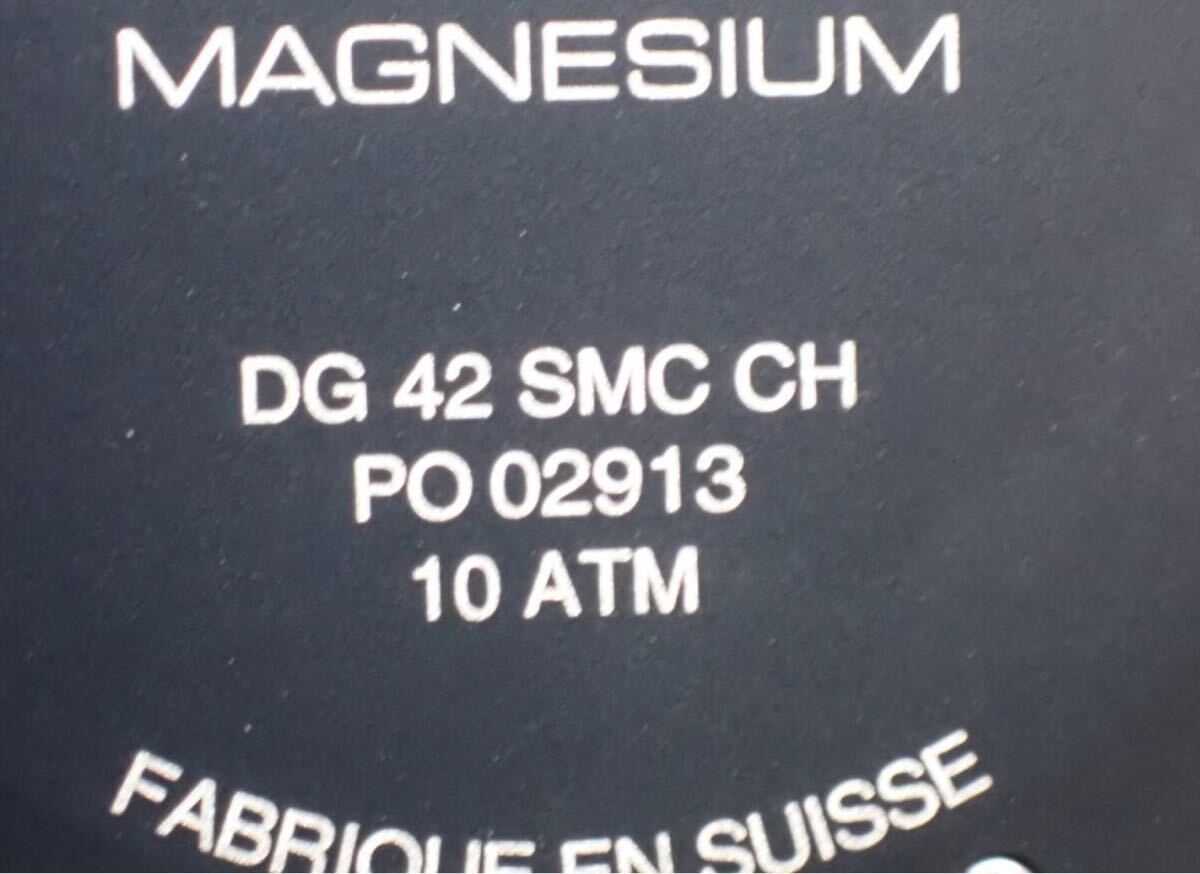 MAGNESIUM
DG 42 SMC CH
PO 02913
10 ATM
FABRIQUE EN SUISSE